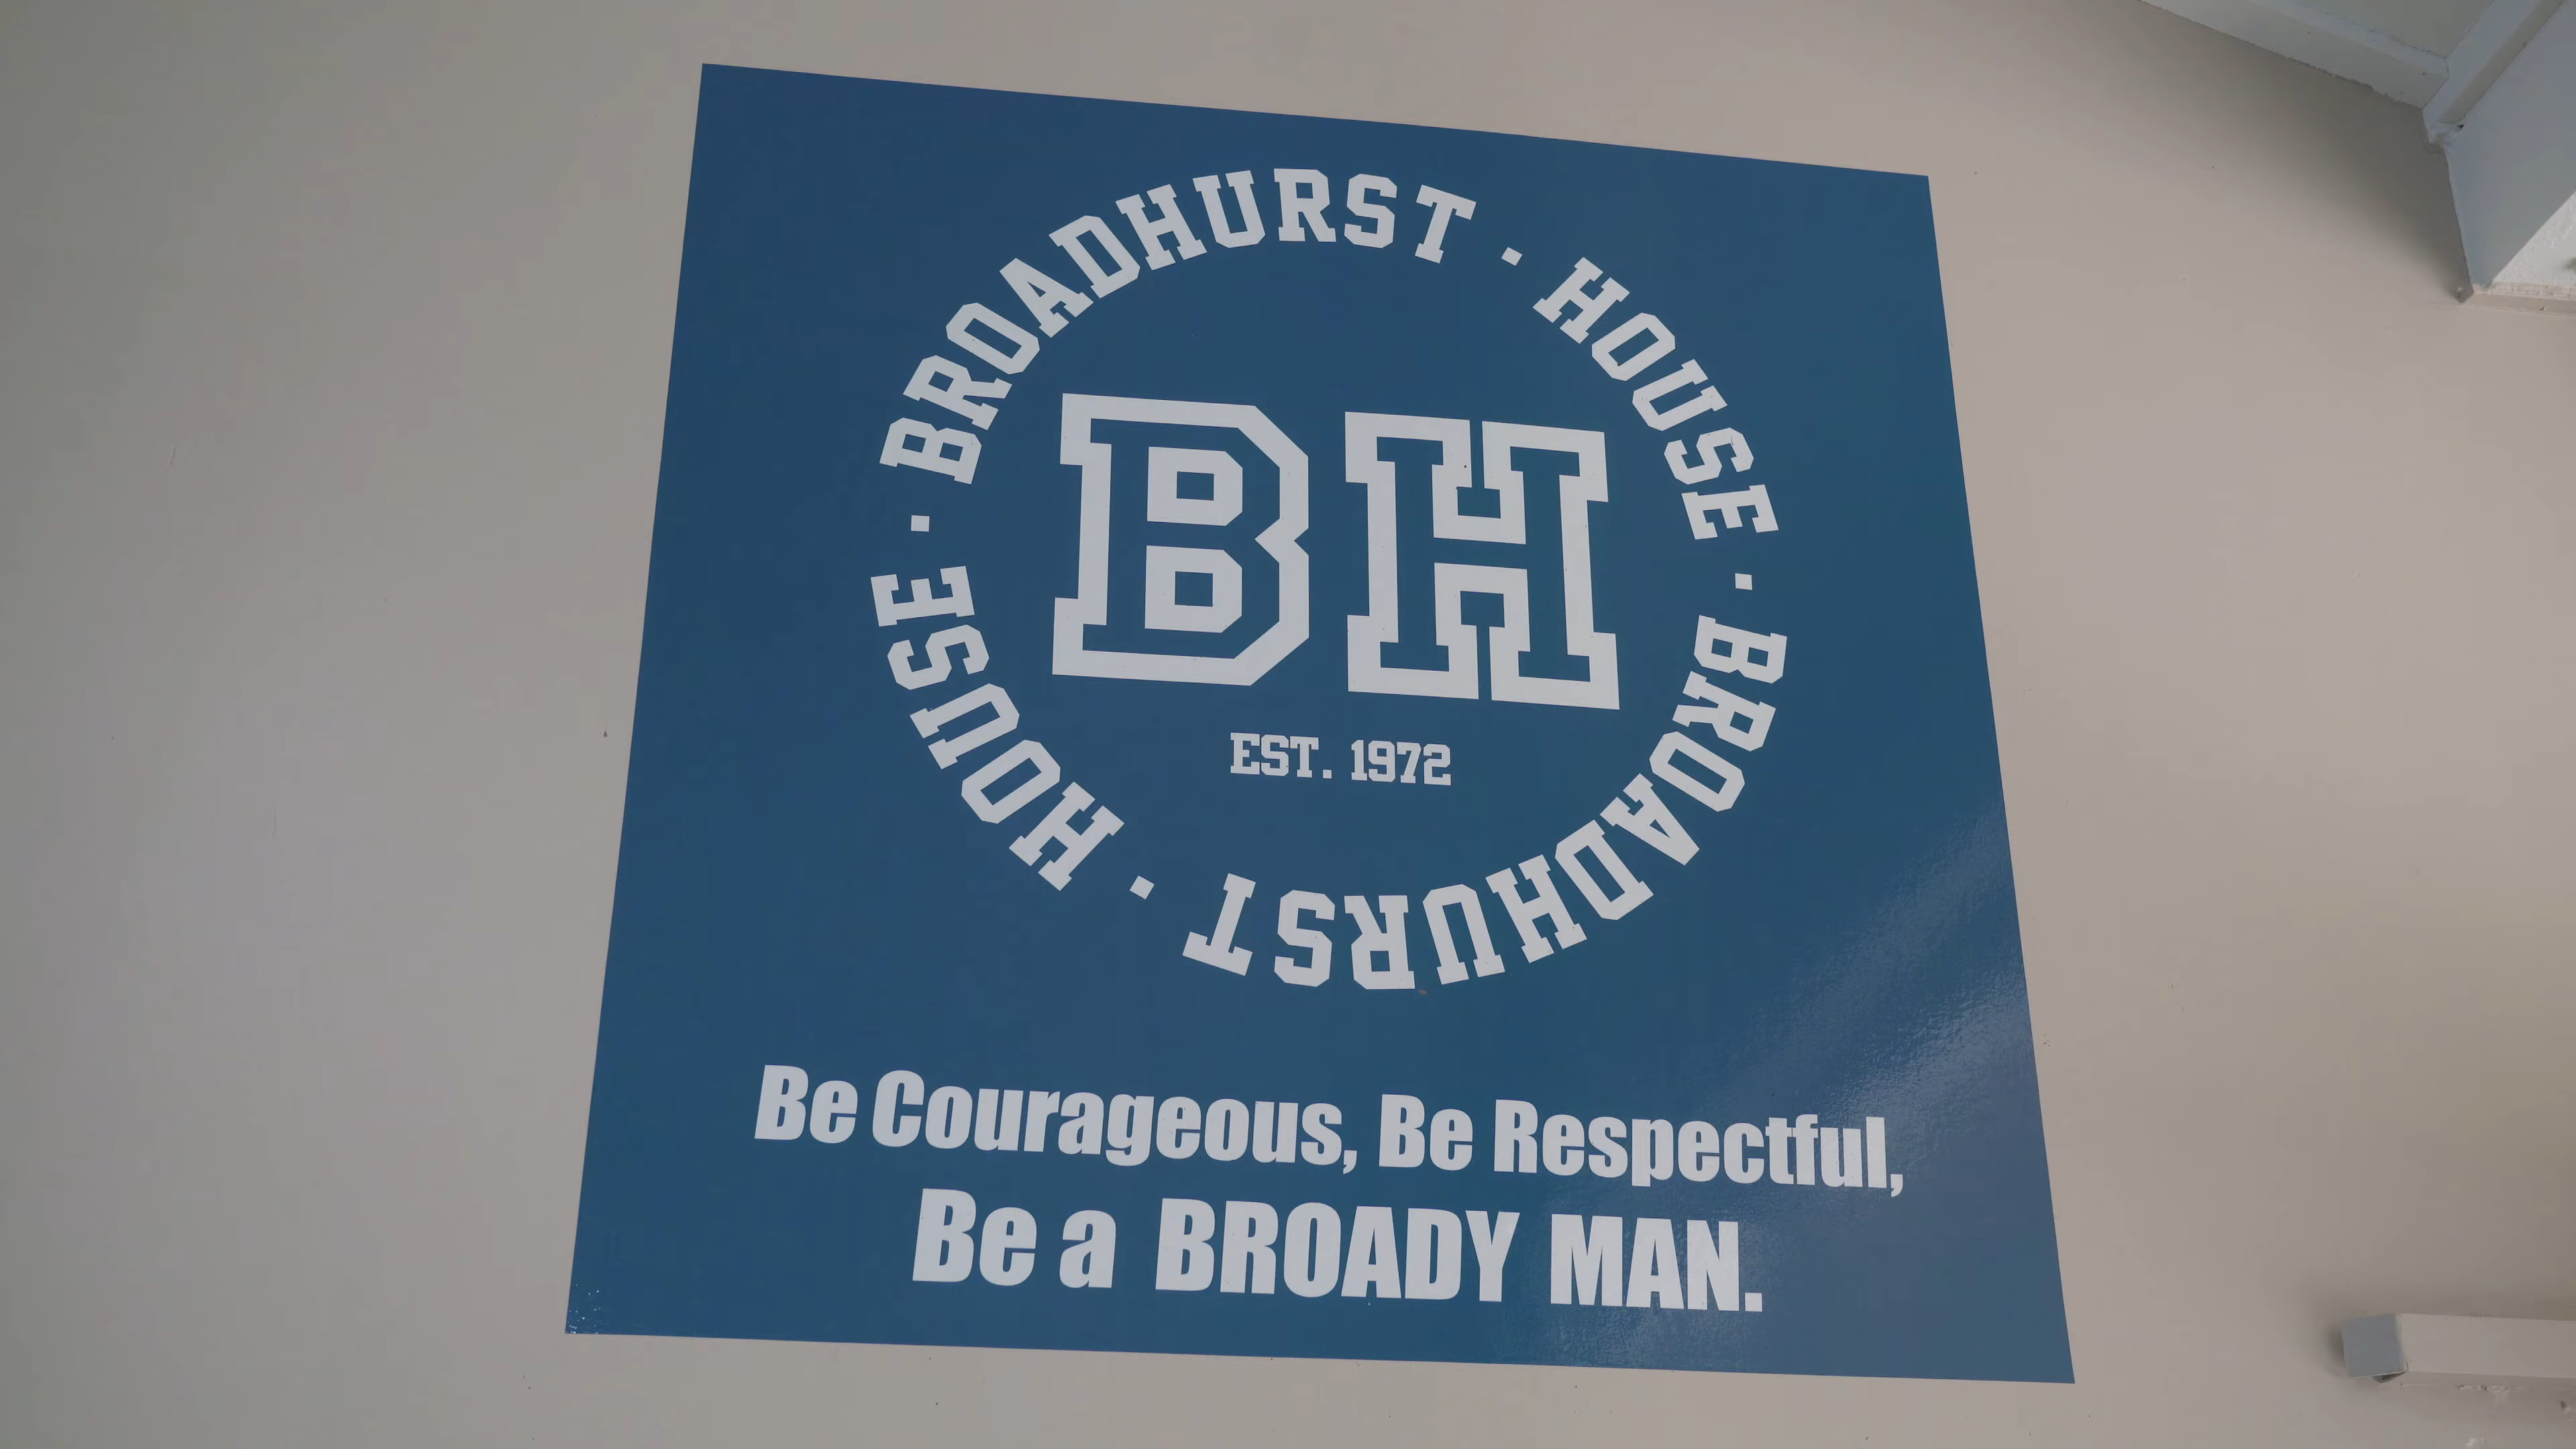 BROADHURST · HOUSE · BROADHURST · HOUSE ·
BH
EST. 1972
Be Courageous, Be Respectful,
Be a BROADY MAN.